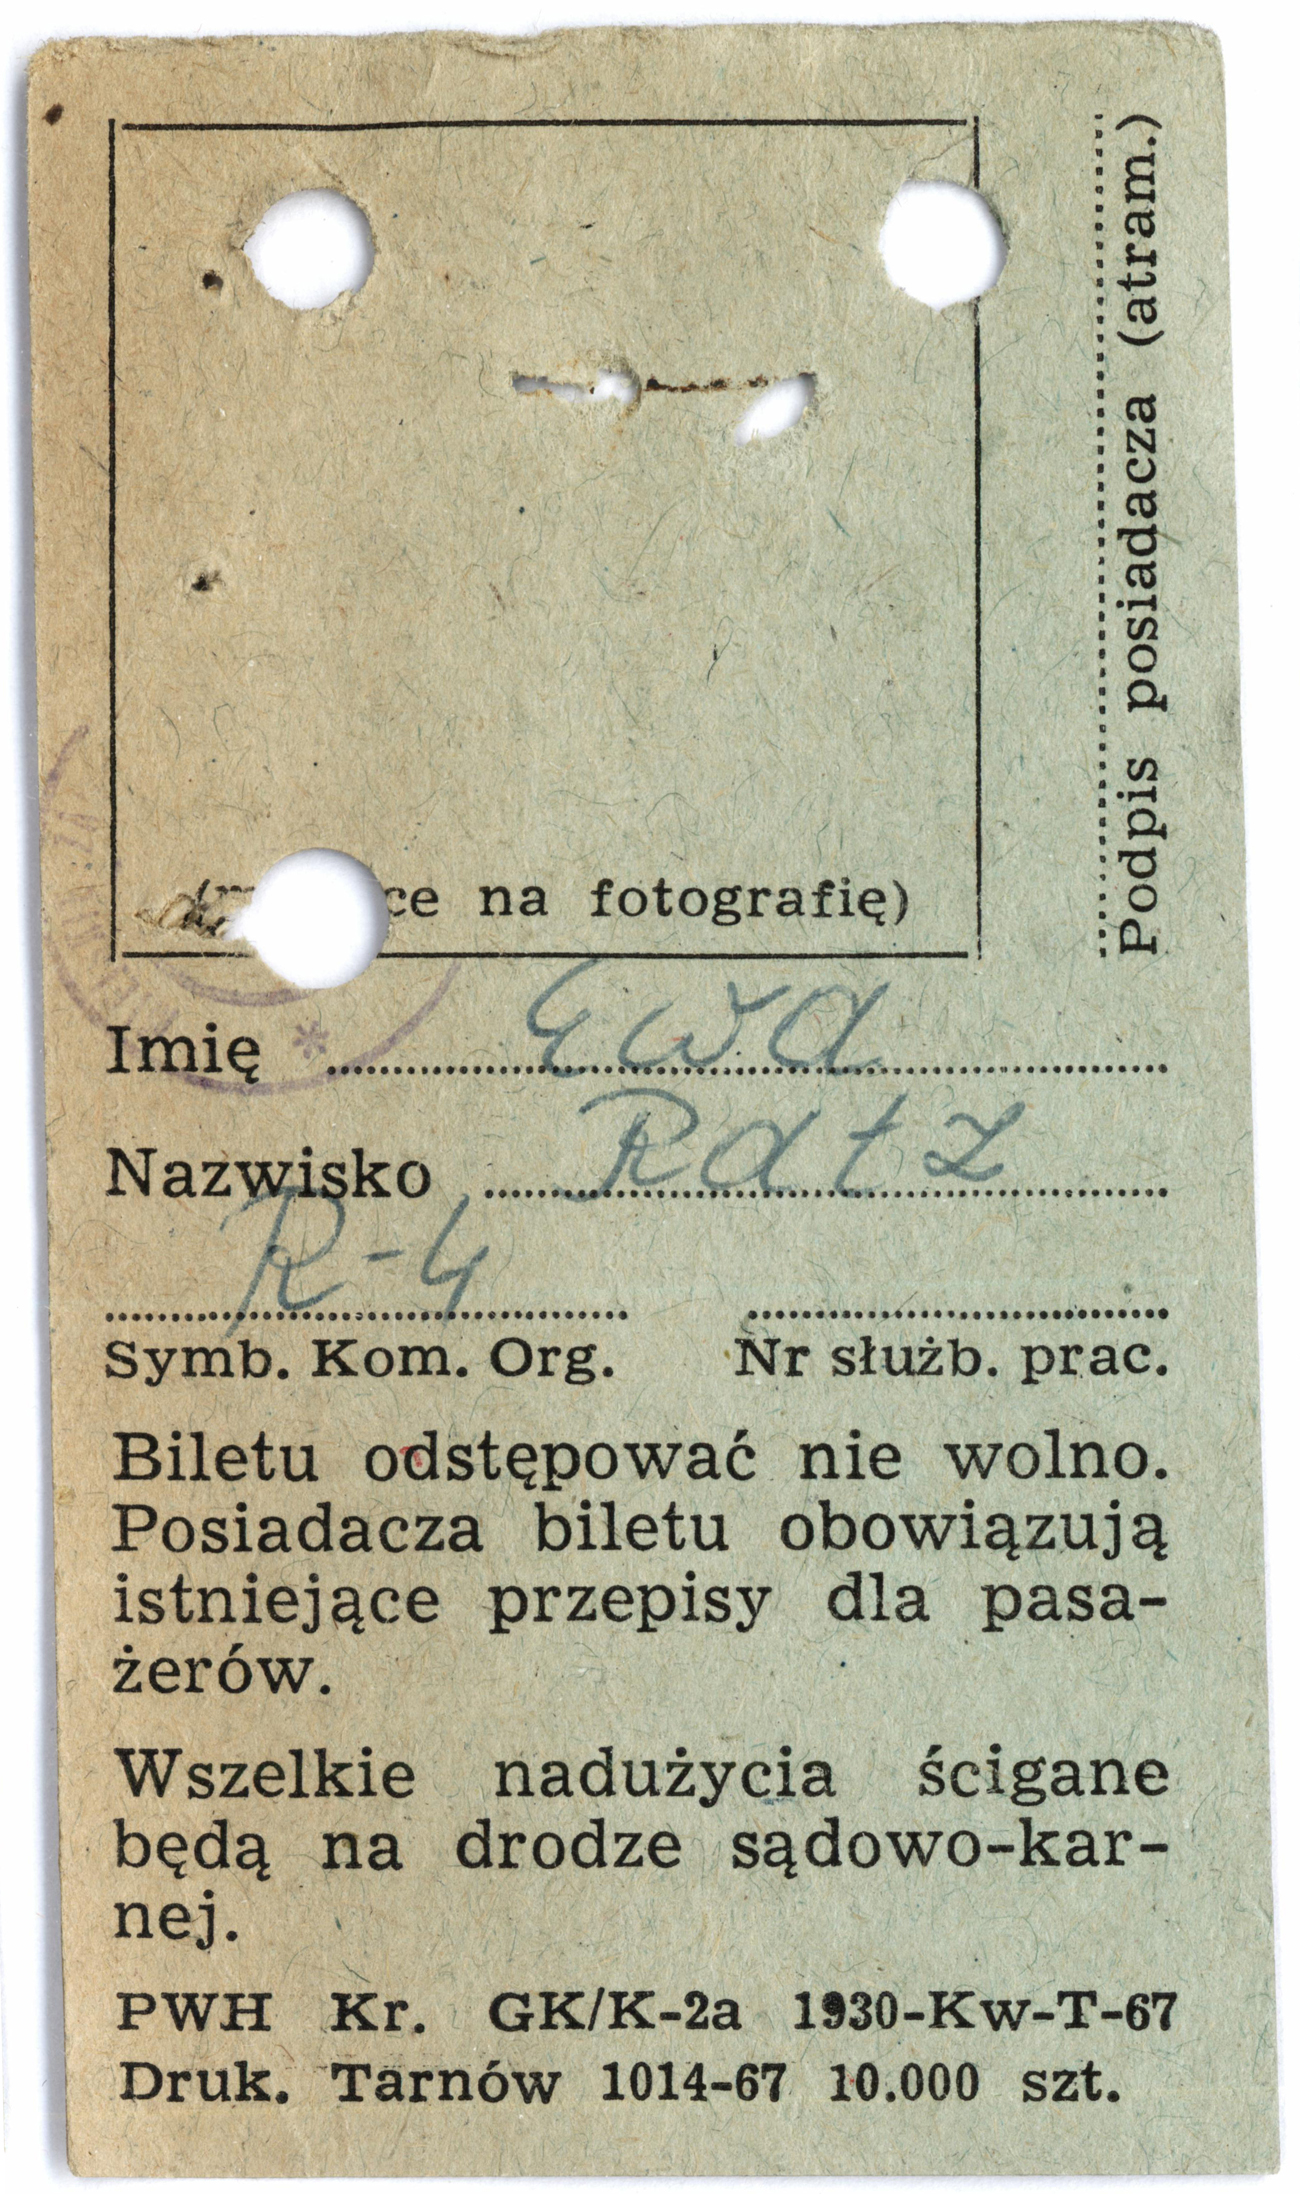 ce na fotografię)
Podpis posiadacza (atram.)
Imię Ewa
Nazwisko Ratz
R-4
Symb. Kom. Org. Nr służb. prac.
Biletu odstępować nie wolno.
Posiadacza biletu obowiązują
istniejące przepisy dla pasa-
żerów.
Wszelkie nadużycia ścigane
będą na drodze sądowo-kar-
nej.
PWH Kr. GK/K-2a 1930-Kw-T-67
Druk. Tarnów 1014-67 10.000 szt.